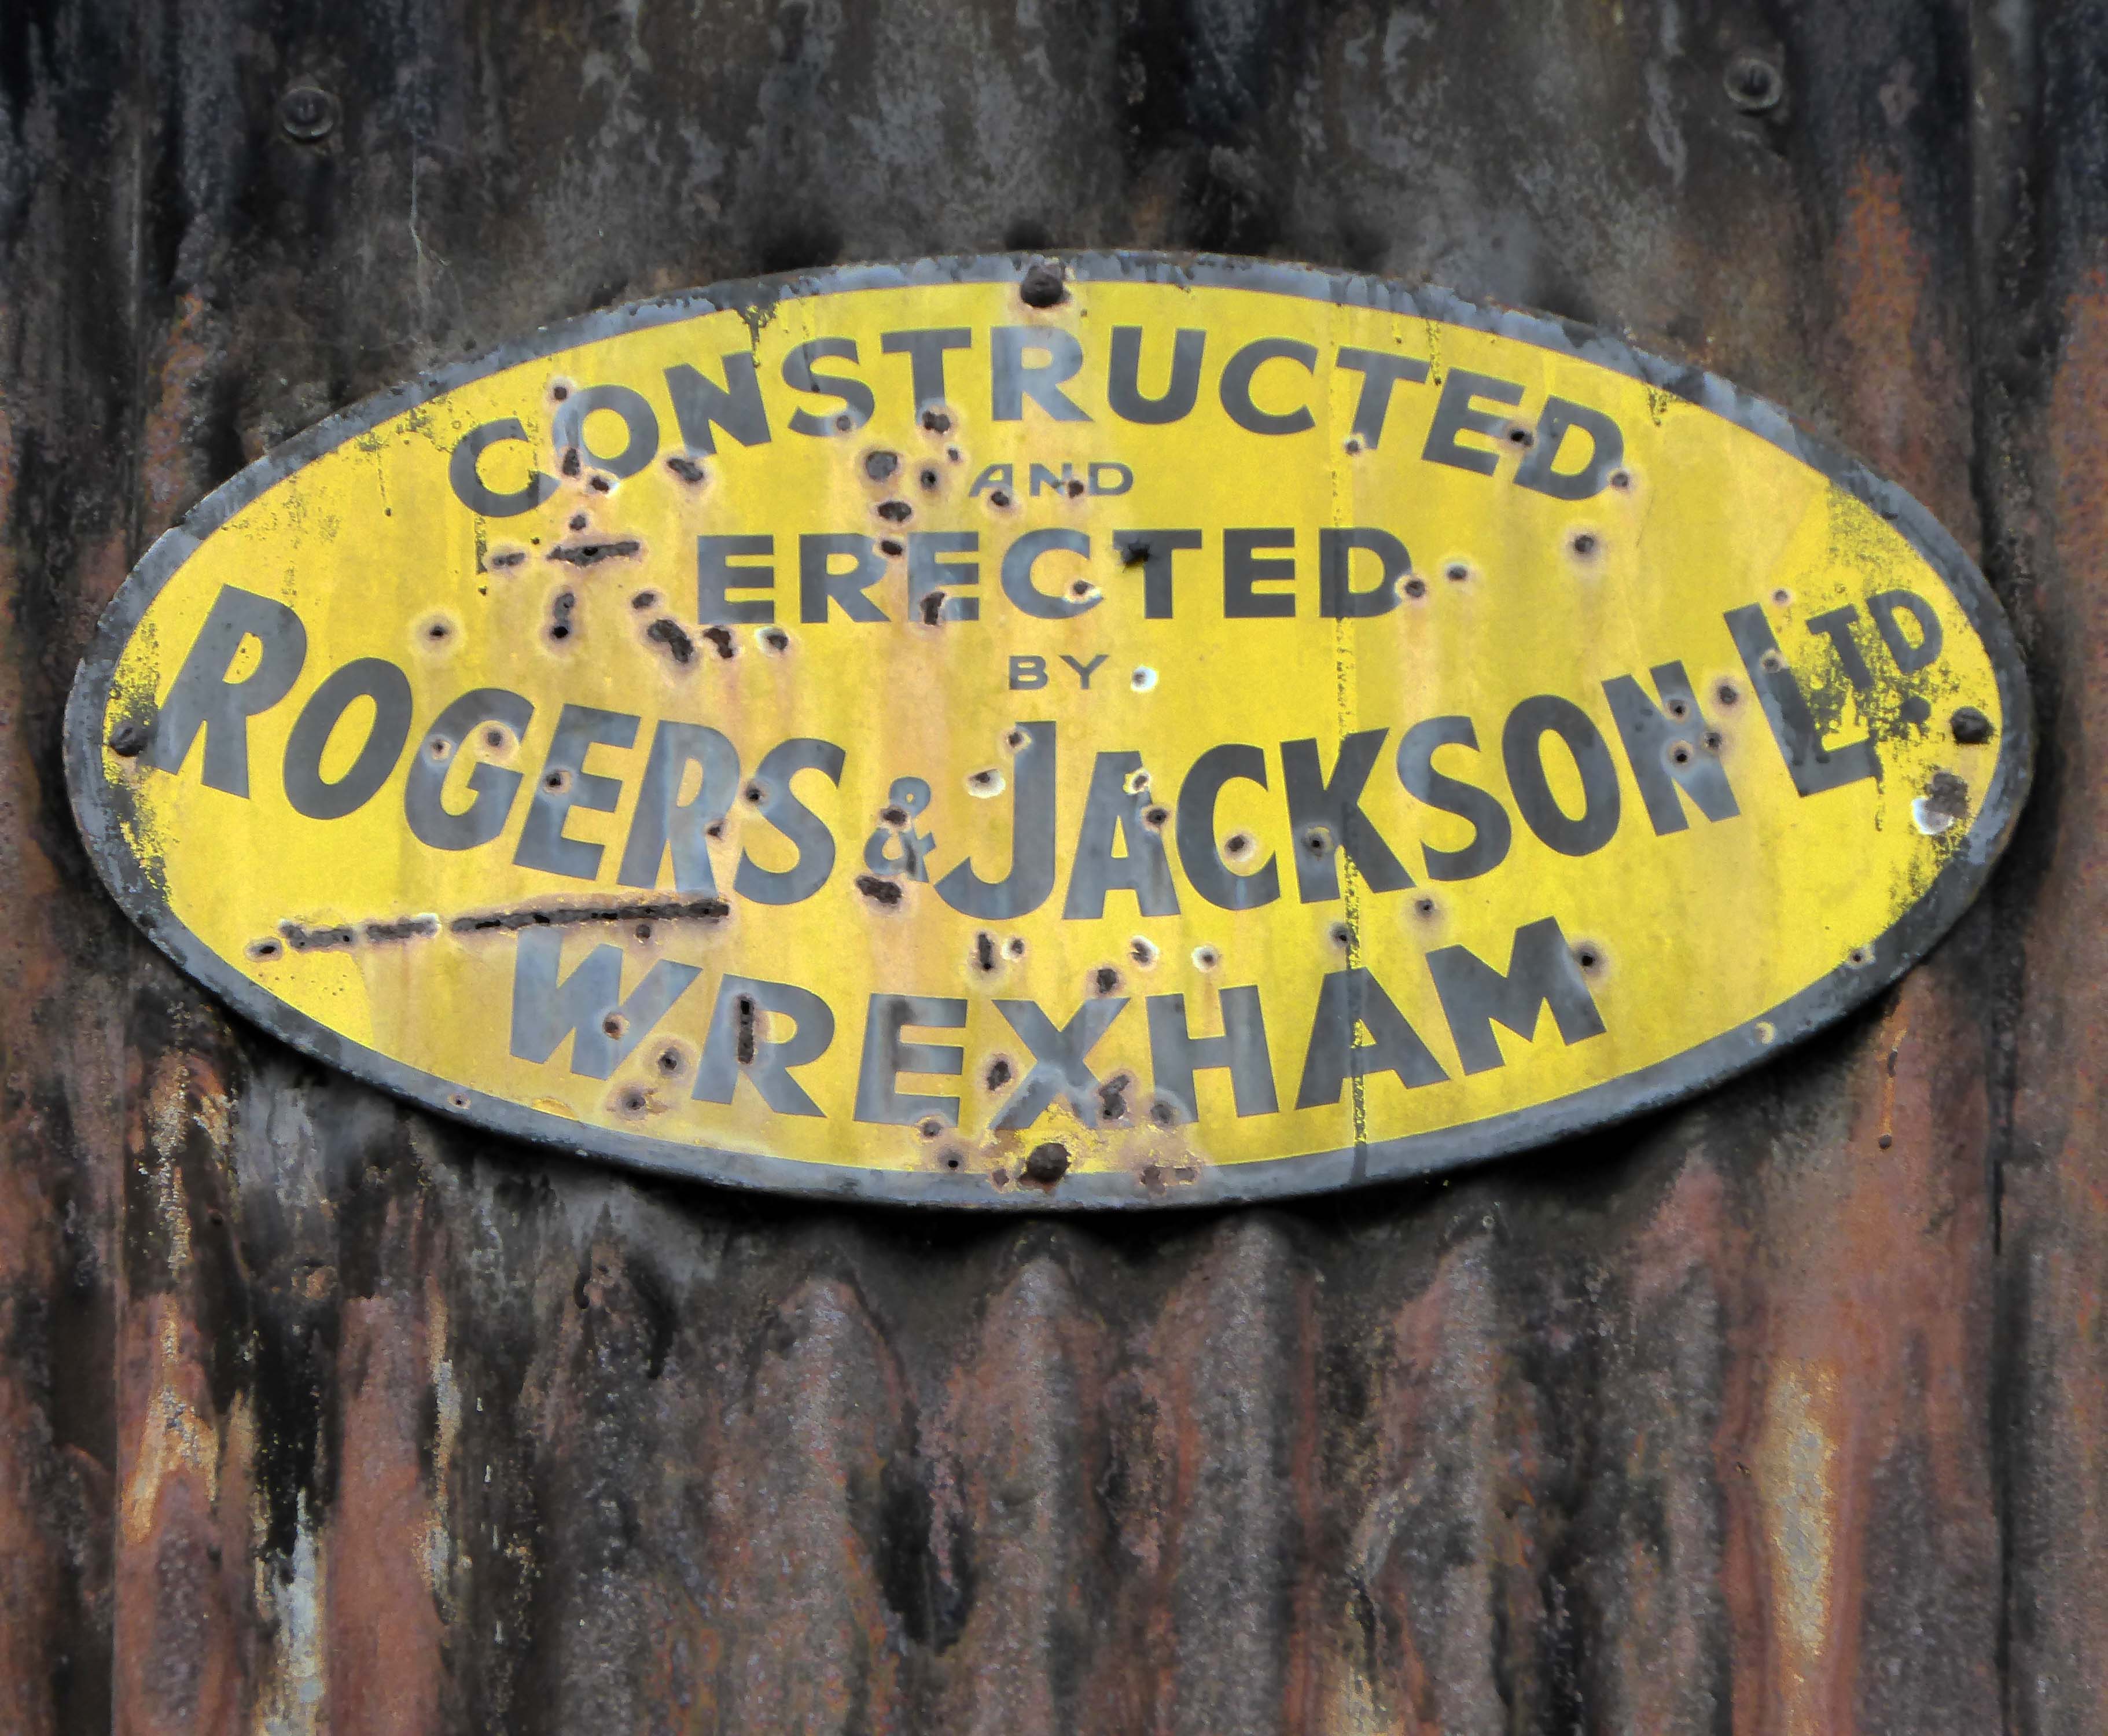 CONSTRUCTED
AND
ERECTED
BY
ROGERS & JACKSON LTD
WREXHAM